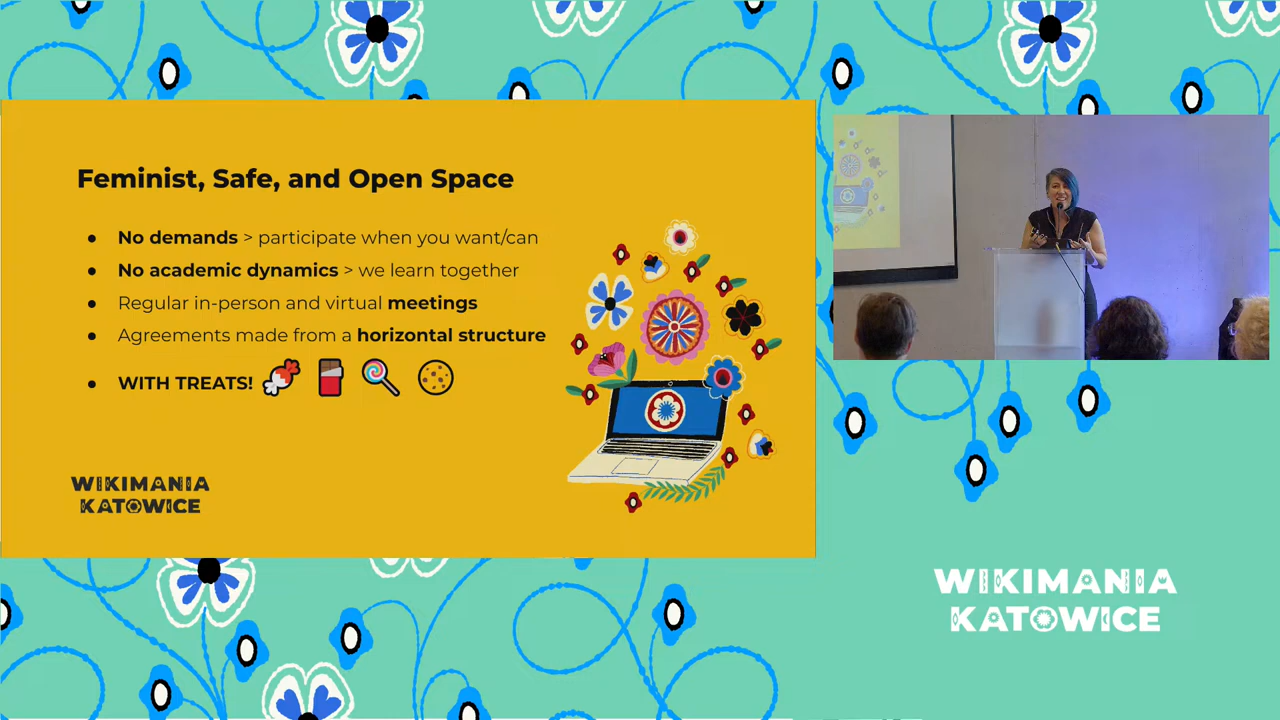 Feminist, Safe, and Open Space
● No demands > participate when you want/can
● No academic dynamics > we learn together
● Regular in-person and virtual meetings
● Agreements made from a horizontal structure
● WITH TREATS!
WIKIMANIA
KATOWICE
WIKIMANIA
KATOWICE